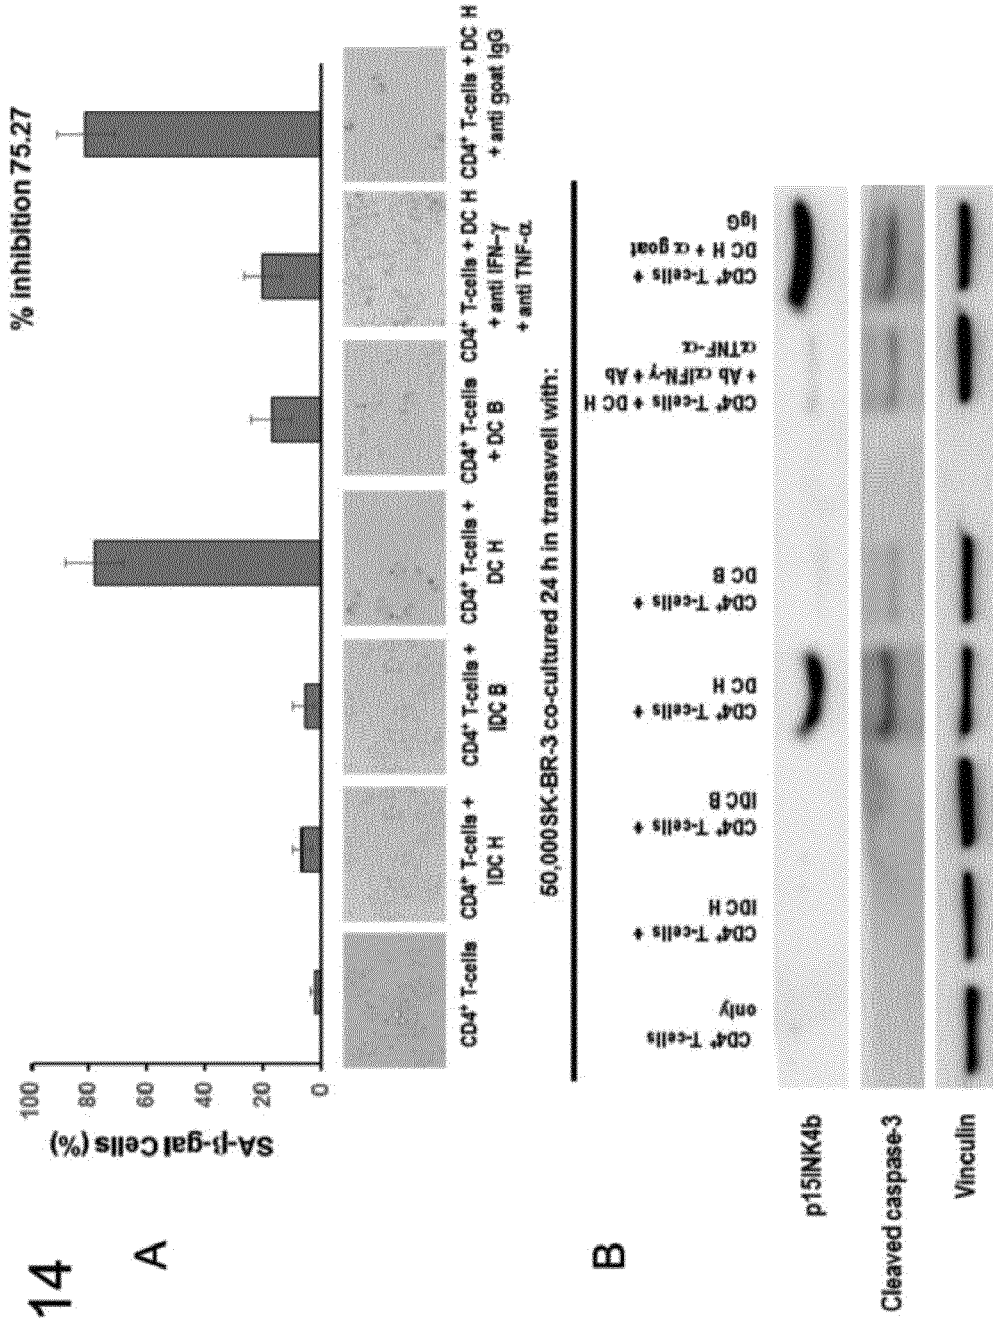 14
A
% inhibition 75.27
SA-β-gal Cells (%)
100
80
60
40
20
0
CD4⁺ T-cells
CD4⁺ T-cells +
IDC H
CD4⁺ T-cells +
IDC B
CD4⁺ T-cells +
DC H
CD4⁺ T-cells
+ DC B
CD4⁺ T-cells + DC H
+ anti IFN-γ
+ anti TNF-α
CD4⁺ T-cells + DC H
+ anti goat IgG
50,000SK-BR-3 co-cultured 24 h in transwell with:
B
CD4⁺ T-cells
only
CD4⁺ T-cells +
IDC H
CD4⁺ T-cells +
IDC B
CD4⁺ T-cells +
DC H
CD4⁺ T-cells +
DC B
CD4⁺ T-cells + DC H
+ Ab αIFN-γ + Ab
αTNF-α
CD4⁺ T-cells +
DC H + α goat
IgG
p15INK4b
Cleaved caspase-3
Vinculin